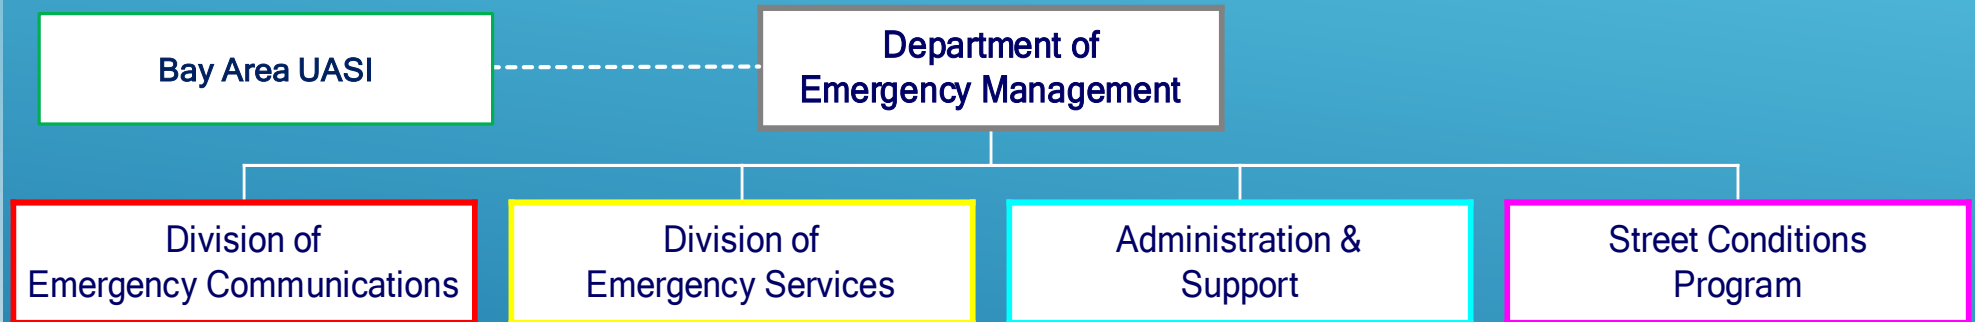 Bay Area UASI
Department of
Emergency Management
Division of
Emergency Communications
Division of
Emergency Services
Administration &
Support
Street Conditions
Program